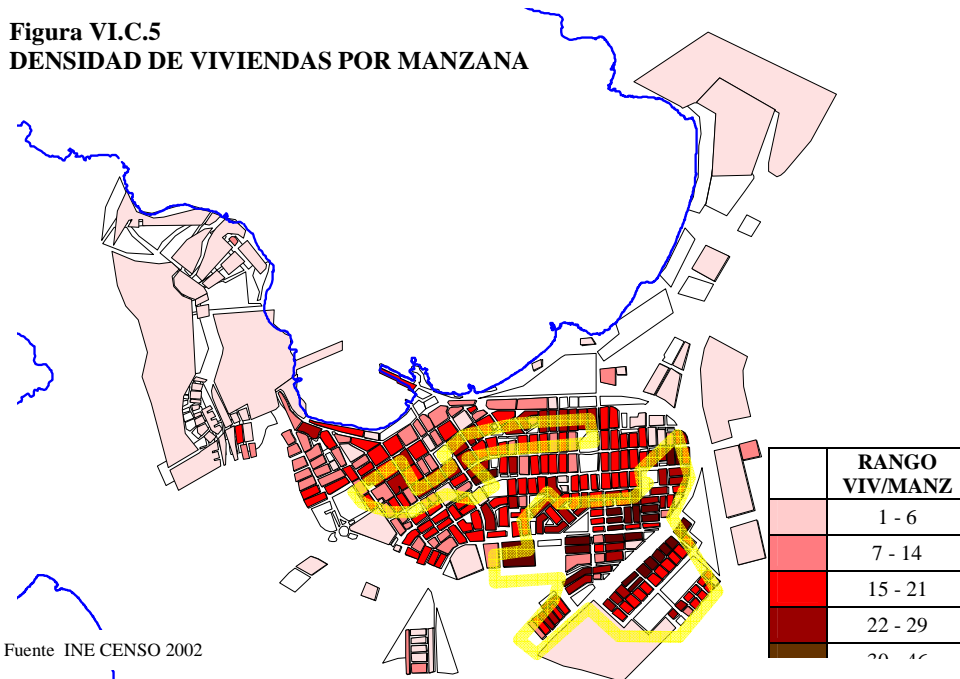 Figura VI.C.5
DENSIDAD DE VIVIENDAS POR MANZANA
RANGO
VIV/MANZ
1 - 6
7 - 14
15 - 21
22 - 29
Fuente INE CENSO 2002